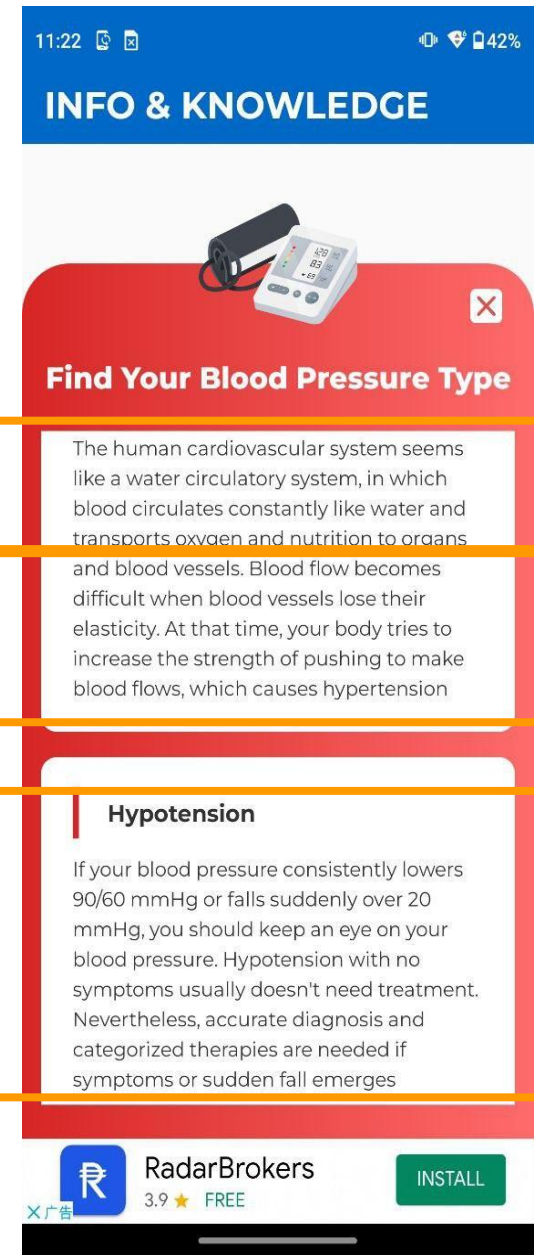 11:22
42%
INFO & KNOWLEDGE
128
83
69
Find Your Blood Pressure Type
The human cardiovascular system seems
like a water circulatory system, in which
blood circulates constantly like water and
transports oxygen and nutrition to organs
and blood vessels. Blood flow becomes
difficult when blood vessels lose their
elasticity. At that time, your body tries to
increase the strength of pushing to make
blood flows, which causes hypertension
Hypotension
If your blood pressure consistently lowers
90/60 mmHg or falls suddenly over 20
mmHg, you should keep an eye on your
blood pressure. Hypotension with no
symptoms usually doesn't need treatment.
Nevertheless, accurate diagnosis and
categorized therapies are needed if
symptoms or sudden fall emerges
RadarBrokers
3.9 ★ FREE
INSTALL
广告